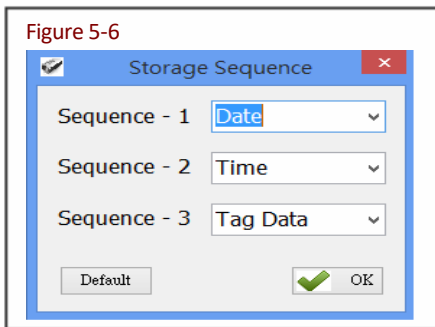 Figure 5-6
Storage Sequence
Sequence - 1 Date
Sequence - 2 Time
Sequence - 3 Tag Data
Default OK